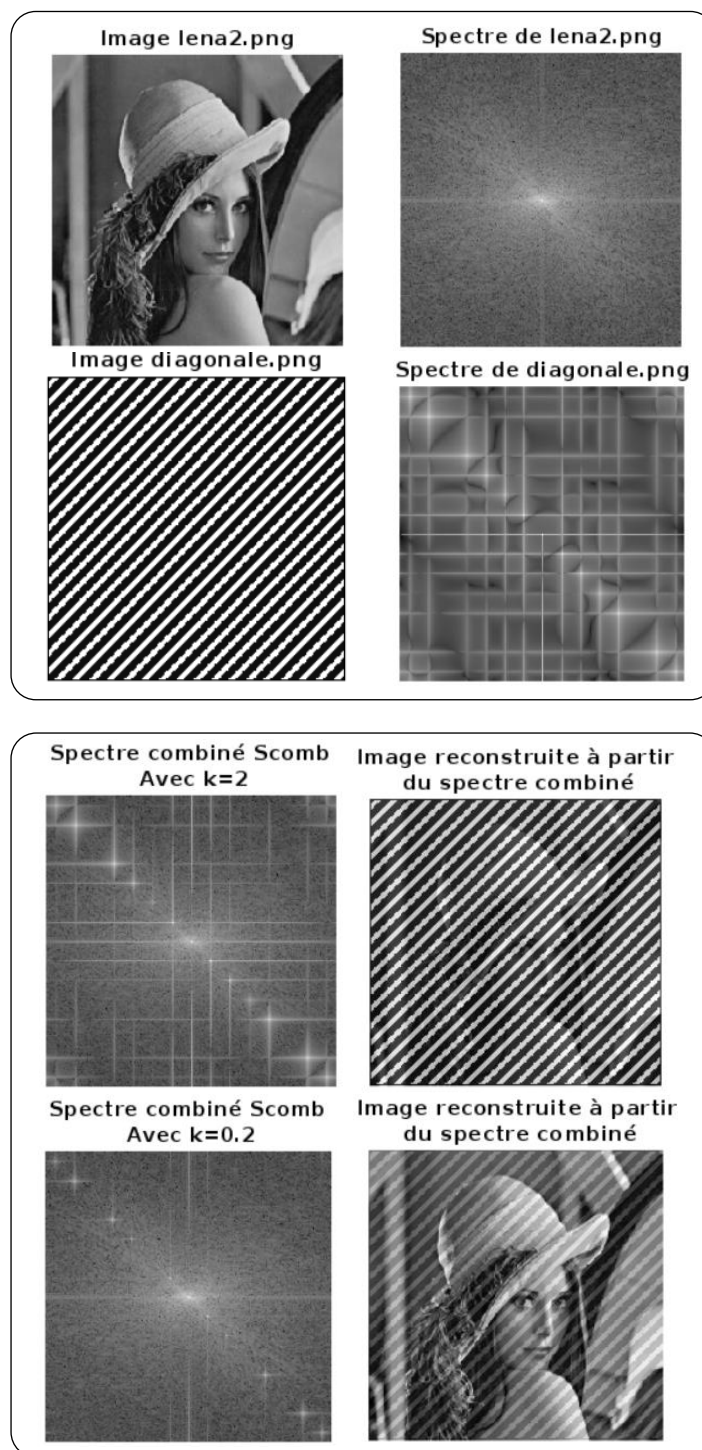 Image lena2.png
Spectre de lena2.png
Image diagonale.png
Spectre de diagonale.png
Spectre combiné Scomb
Avec k=2
Image reconstruite à partir
du spectre combiné
Spectre combiné Scomb
Avec k=0.2
Image reconstruite à partir
du spectre combiné